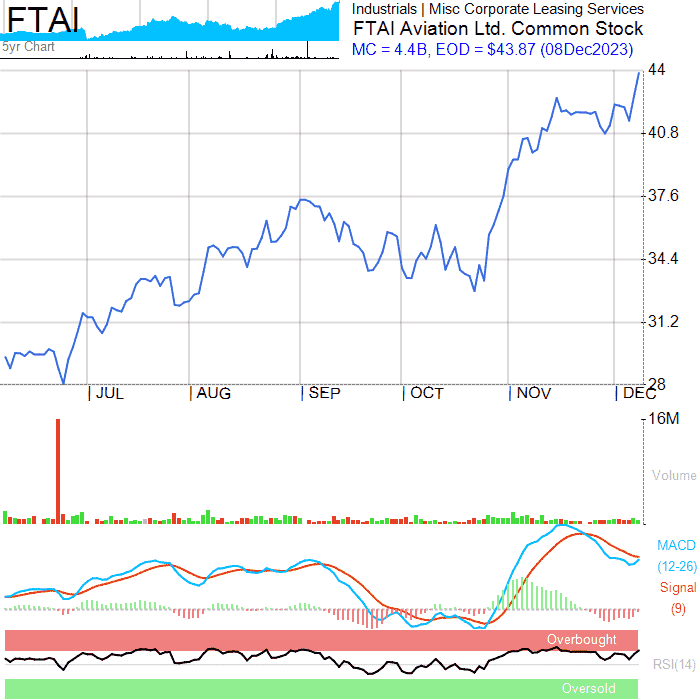 FTAI
5yr Chart
Industrials | Misc Corporate Leasing Services
FTAI Aviation Ltd. Common Stock
MC = 4.4B, EOD = $43.87 (08Dec2023)
44
40.8
37.6
34.4
31.2
28
JUL
AUG
SEP
OCT
NOV
DEC
16M
Volume
MACD
(12-26)
Signal
(9)
Overbought
RSI(14)
Oversold